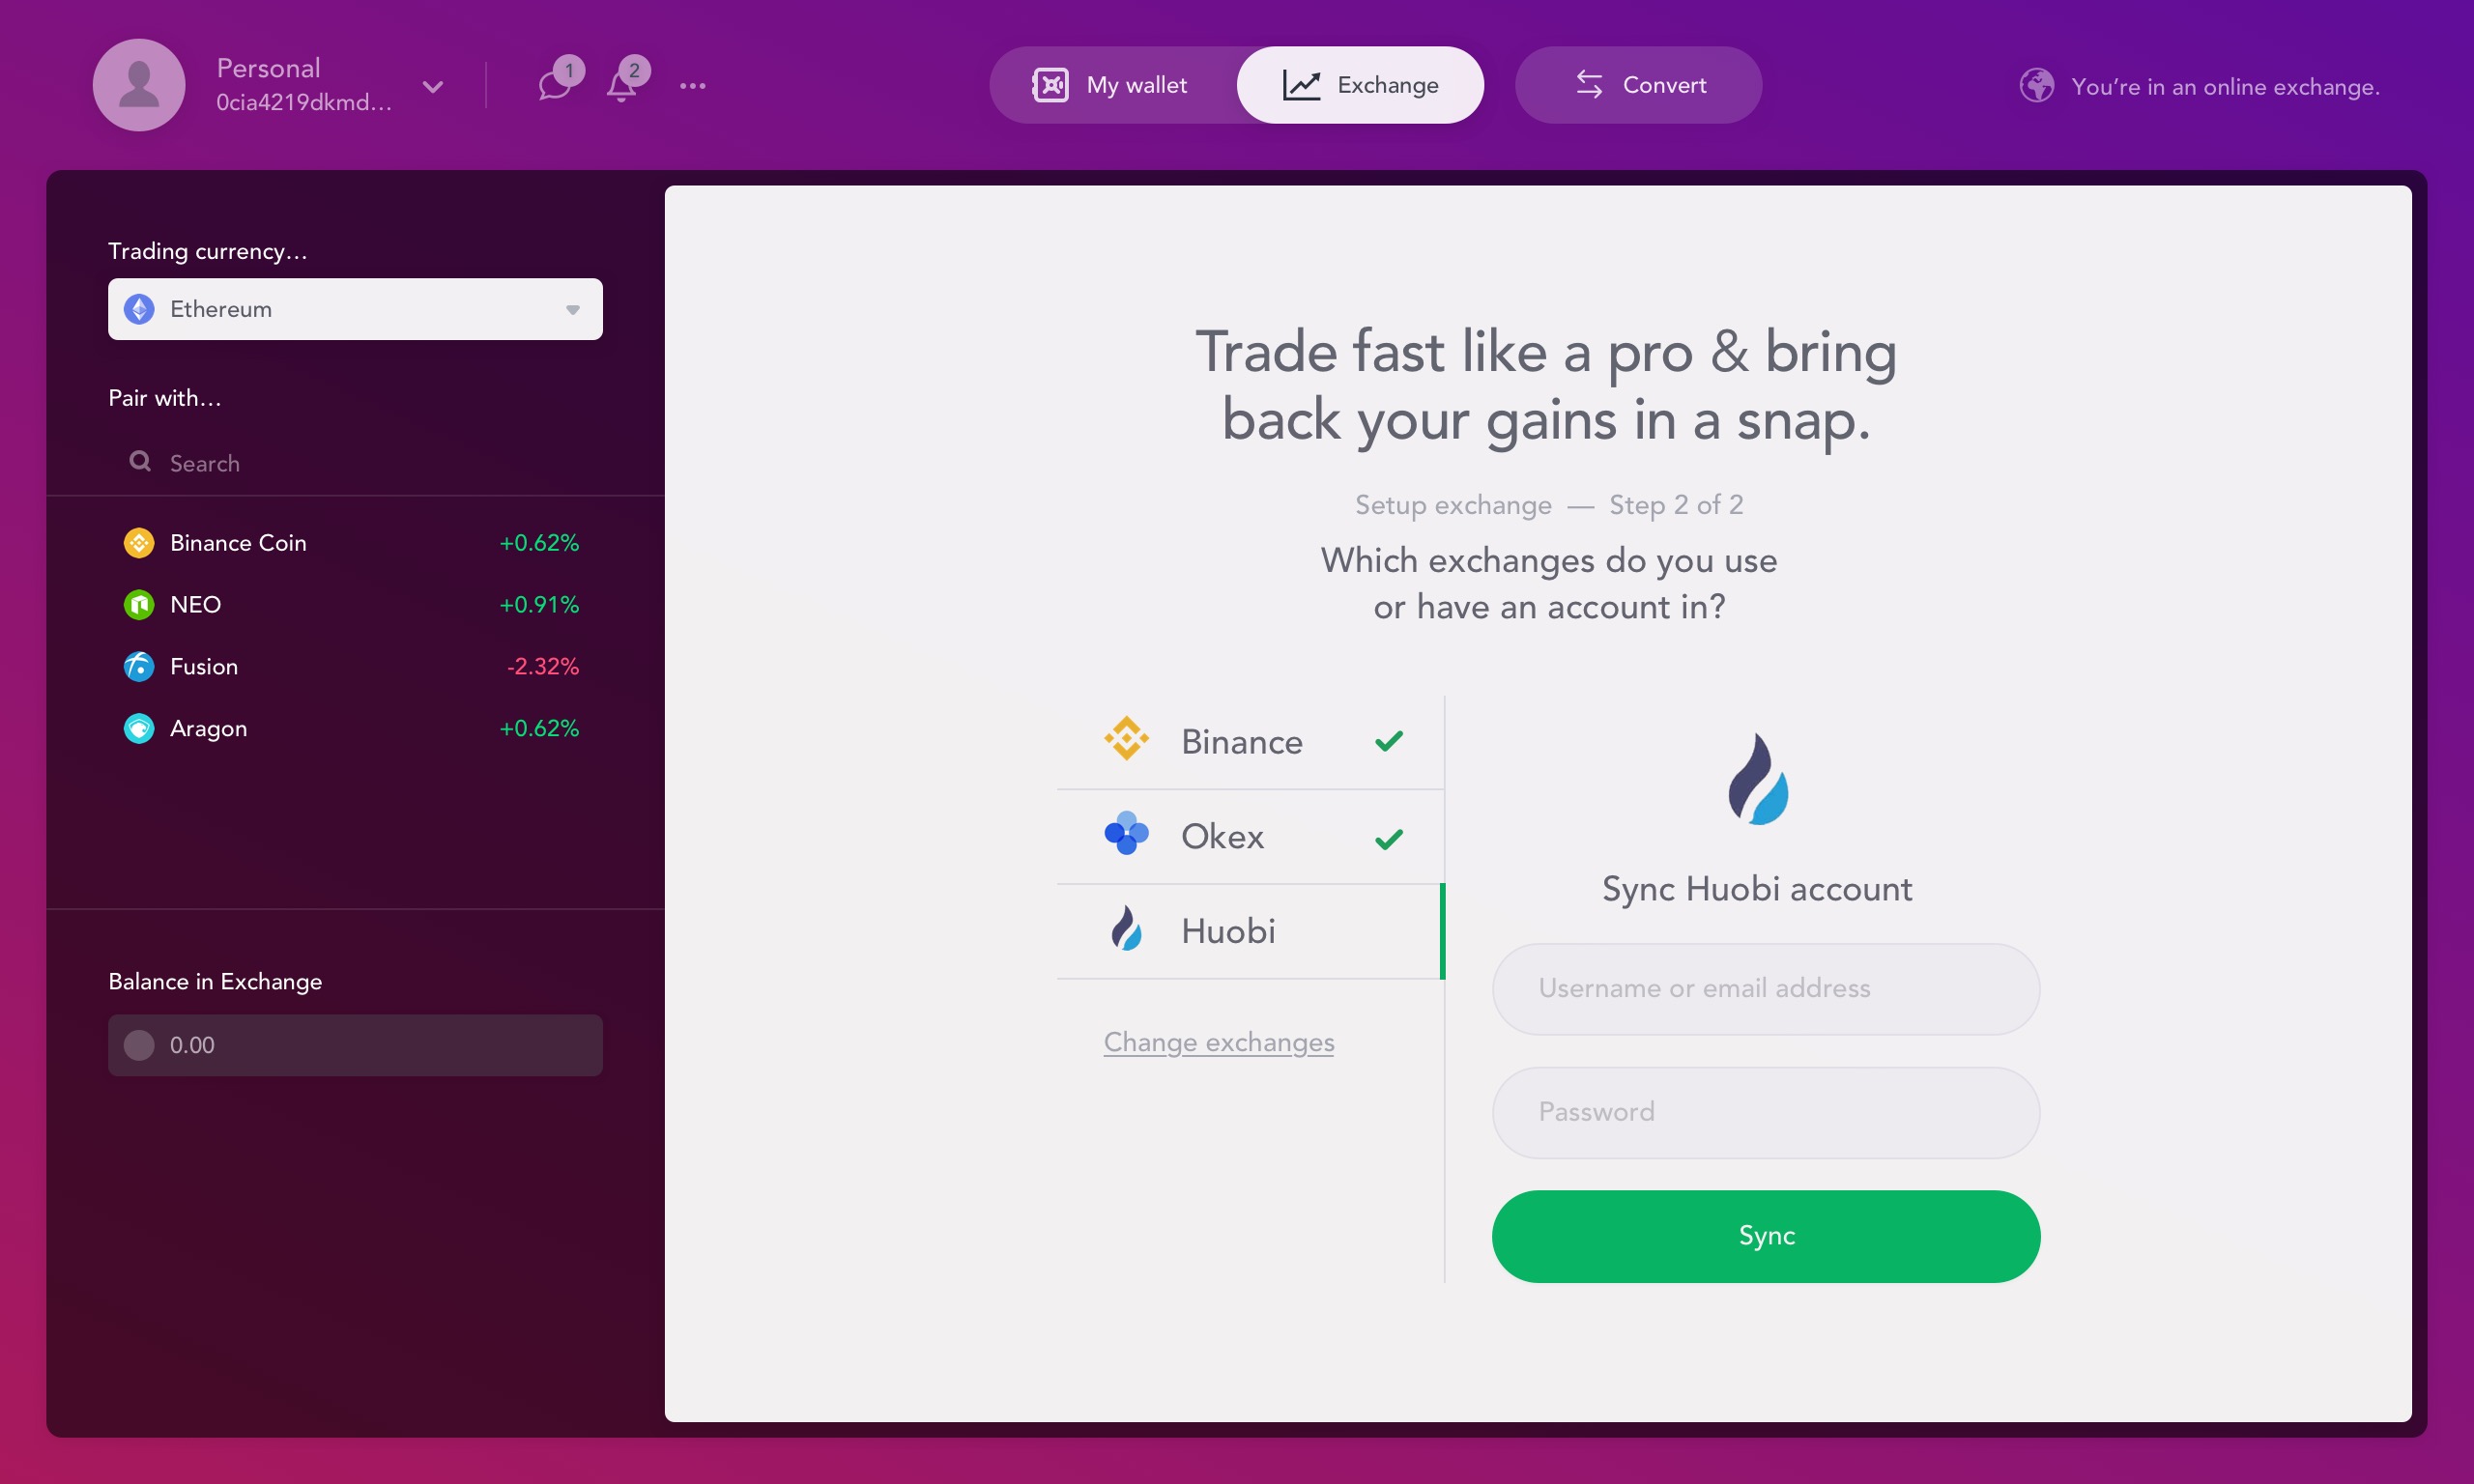 Personal
0cia4219dkmd...
1
2
My wallet
Exchange
Convert
You're in an online exchange.
Trading currency...
Ethereum
Pair with...
Search
Binance Coin +0.62%
NEO +0.91%
Fusion -2.32%
Aragon +0.62%
Balance in Exchange
0.00
Trade fast like a pro & bring
back your gains in a snap.
Setup exchange — Step 2 of 2
Which exchanges do you use
or have an account in?
Binance
Okex
Huobi
Change exchanges
Sync Huobi account
Username or email address
Password
Sync